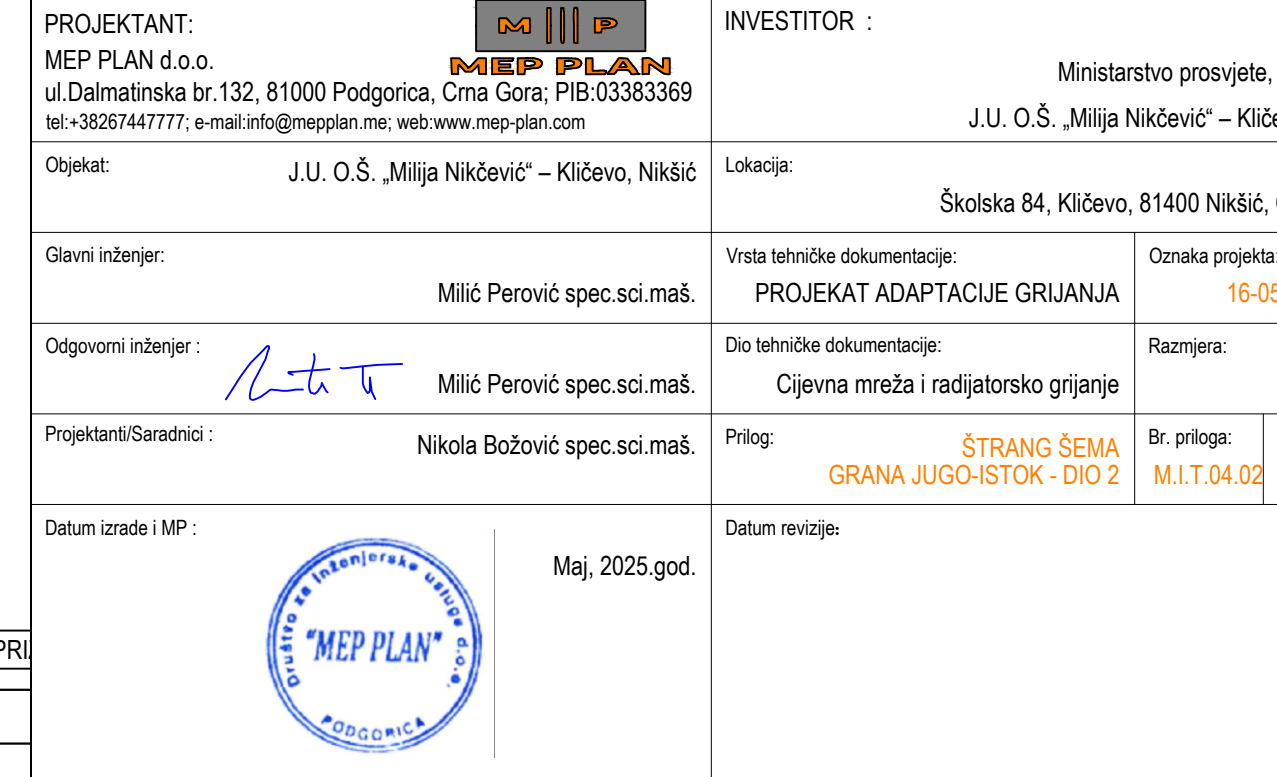 PROJEKTANT:
M P
MEP PLAN
MEP PLAN d.o.o.
ul.Dalmatinska br.132, 81000 Podgorica, Crna Gora; PIB:03383369
tel:+38267447777; e-mail:info@mepplan.me; web:www.mep-plan.com
INVESTITOR :
Ministarstvo prosvjete,
J.U. O.Š. „Milija Nikčević“ –
Objekat:
J.U. O.Š. „Milija Nikčević“ – Kličevo, Nikšić
Lokacija:
Školska 84, Kličevo, 81400 Nikšić,
Glavni inženjer:
Milić Perović spec.sci.maš.
Vrsta tehničke dokumentacije:
PROJEKAT ADAPTACIJE GRIJANJA
Oznaka projekta:
16-05
Odgovorni inženjer :
Milić Perović spec.sci.maš.
Dio tehničke dokumentacije:
Cijevna mreža i radijatorsko grijanje
Razmjera:
Projektanti/Saradnici :
Nikola Božović spec.sci.maš.
Prilog:
ŠTRANG ŠEMA
GRANA JUGO-ISTOK - DIO 2
Br. priloga:
M.I.T.04.02
Datum izrade i MP :
Maj, 2025.god.
Društvo za inženjerske usluge d.o.o.
"MEP PLAN"
PODGORICA
Datum revizije: